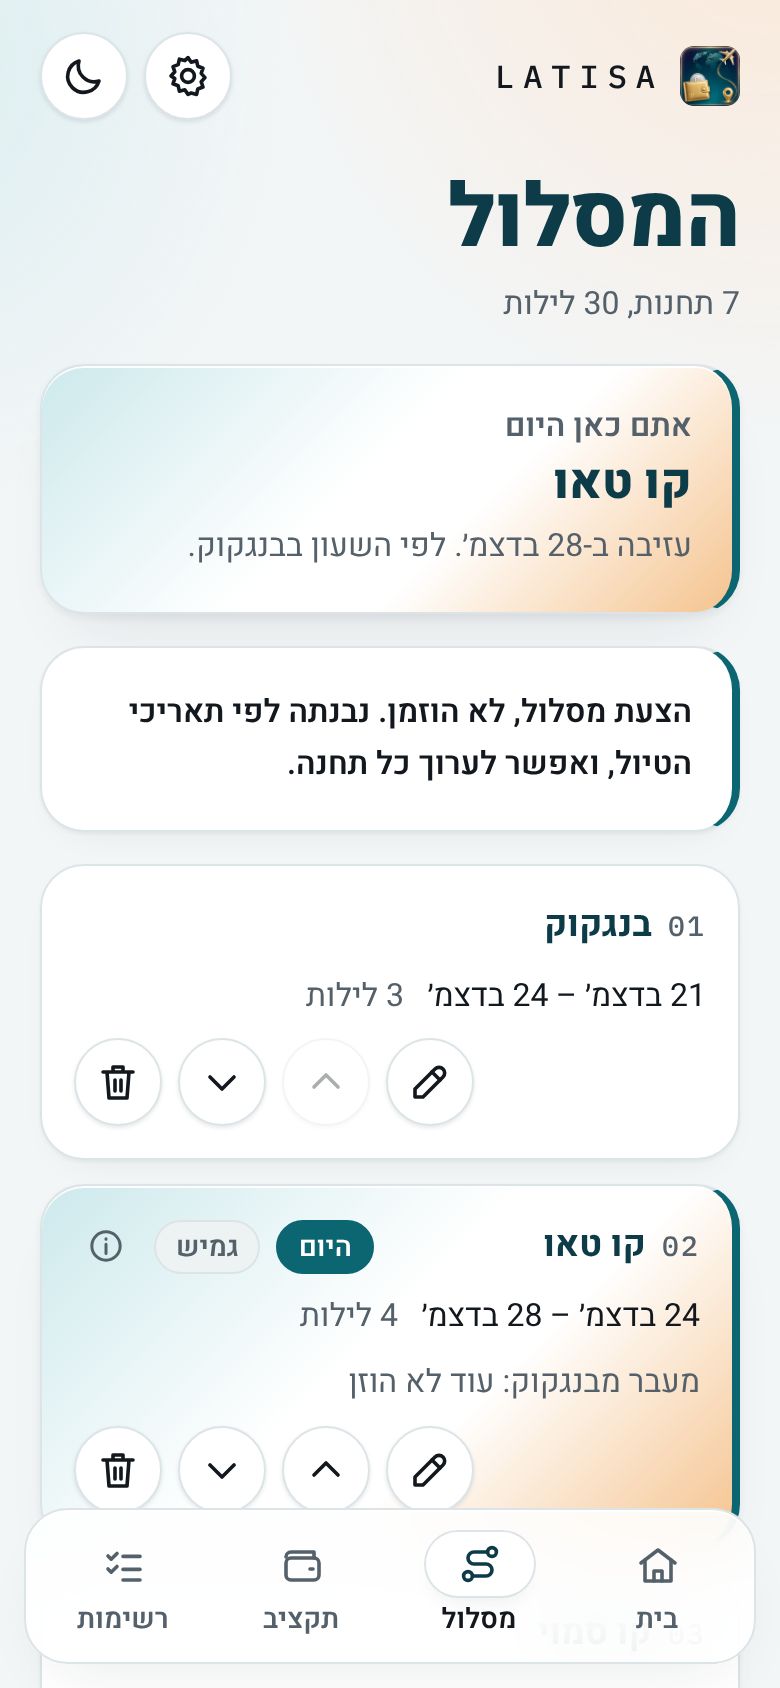 LATISA
המסלול
7 תחנות, 30 לילות
אתם כאן היום
קו טאו
עזיבה ב-28 בדצמ׳. לפי השעון בבנגקוק.
הצעת מסלול, לא הוזמן. נבנתה לפי תאריכי
הטיול, ואפשר לערוך כל תחנה.
01 בנגקוק
21 בדצמ׳ – 24 בדצמ׳ 3 לילות
02 קו טאו היום גמיש
24 בדצמ׳ – 28 בדצמ׳ 4 לילות
מעבר מבנגקוק: עוד לא הוזן
03 קו סמוי
בית מסלול תקציב רשימות